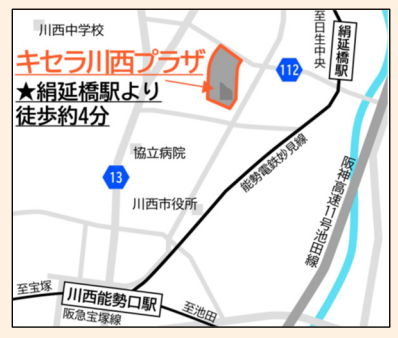 川西中学校
至日生中央
絹延橋駅
キセラ川西プラザ
★絹延橋駅より
徒歩約4分
112
協立病院
13
能勢電鉄妙見線
川西市役所
阪神高速11号池田線
至宝塚
川西能勢口駅
至池田
阪急宝塚線